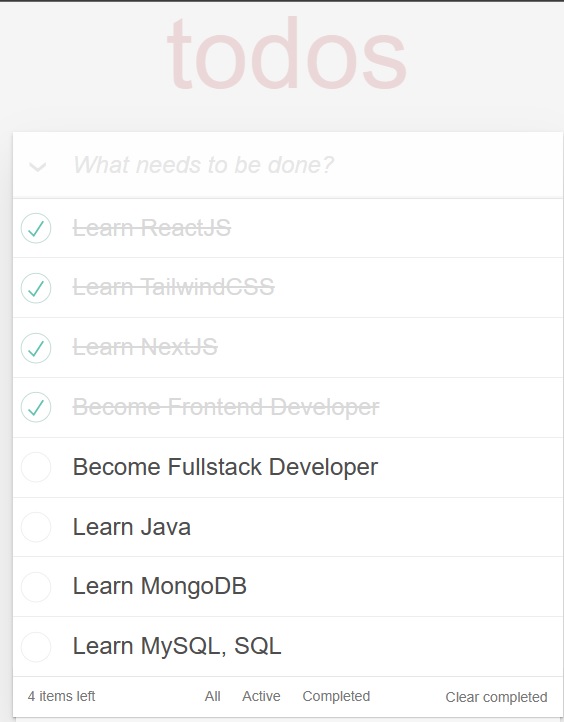 todos
What needs to be done?
Learn ReactJS
Learn TailwindCSS
Learn NextJS
Become Frontend Developer
Become Fullstack Developer
Learn Java
Learn MongoDB
Learn MySQL, SQL
4 items left All Active Completed Clear completed